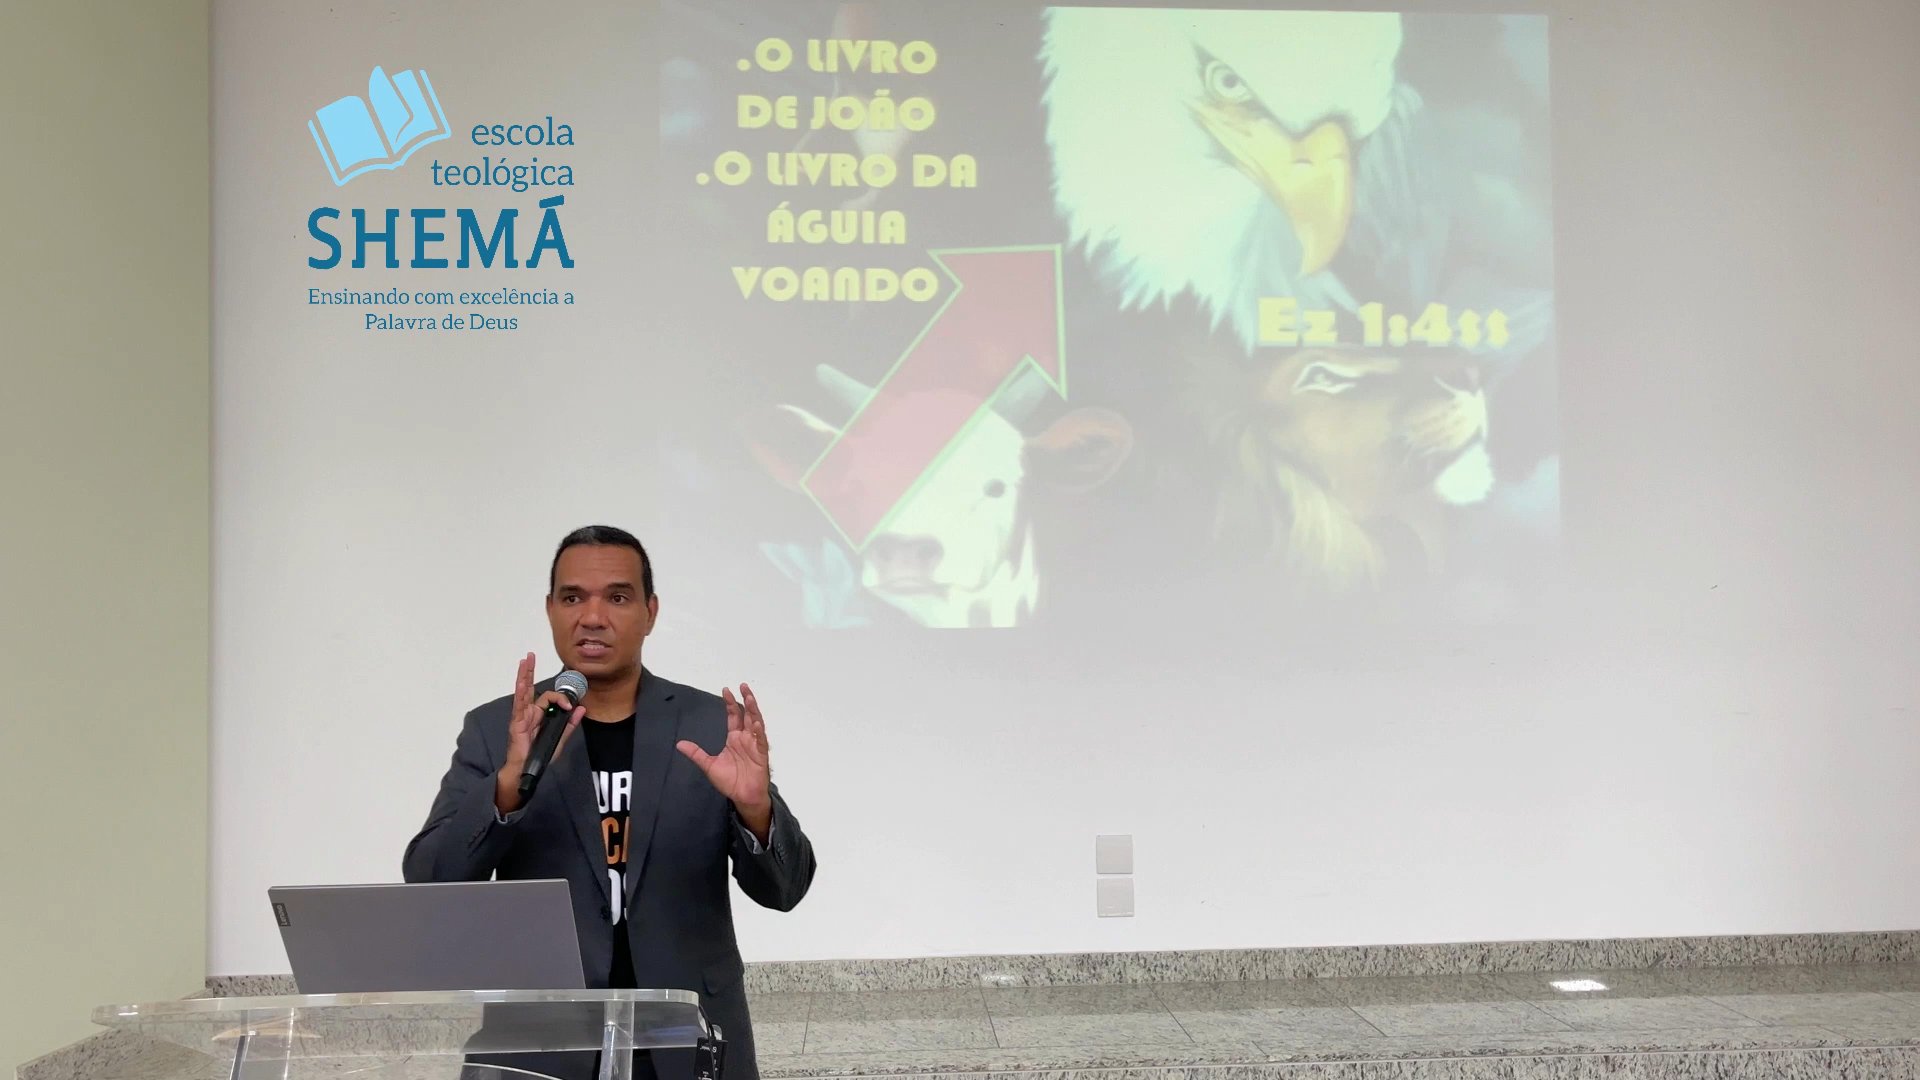 escola
teológica
SHEMÁ
Ensinando com excelência a
Palavra de Deus
.O LIVRO
DE JOÃO
.O LIVRO DA
ÁGUIA
VOANDO
Ez 1:4ss
Lenovo